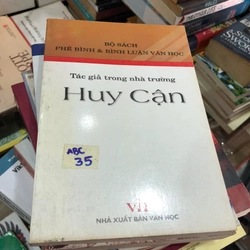 BỘ SÁCH
PHÊ BÌNH & BÌNH LUẬN VĂN HỌC
Tác giả trong nhà trường
Huy Cận
ABC
35
VH
NHÀ XUẤT BẢN VĂN HỌC